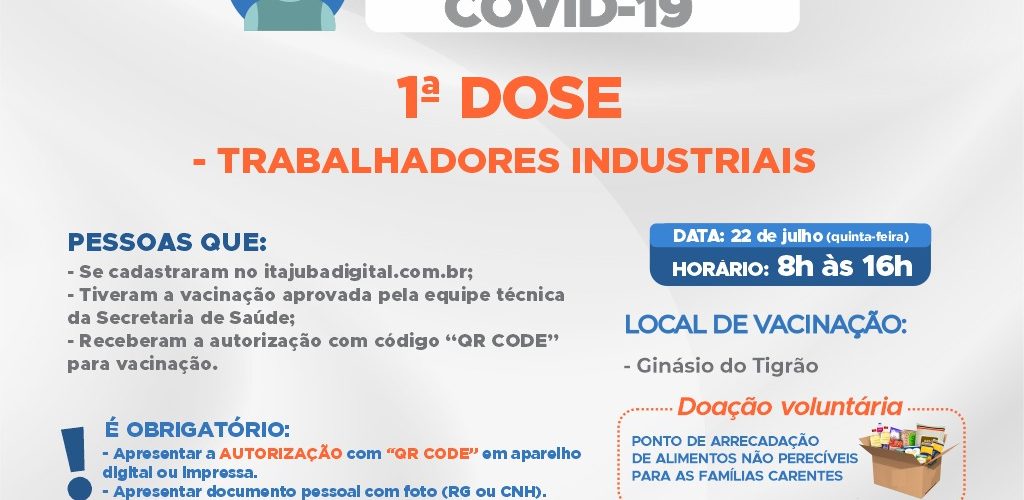 COVID-19
1ª DOSE
- TRABALHADORES INDUSTRIAIS
PESSOAS QUE:
- Se cadastraram no itajubadigital.com.br;
- Tiveram a vacinação aprovada pela equipe técnica
da Secretaria de Saúde;
- Receberam a autorização com código “QR CODE”
para vacinação.
É OBRIGATÓRIO:
- Apresentar a AUTORIZAÇÃO com “QR CODE” em aparelho
digital ou impressa.
- Apresentar documento pessoal com foto (RG ou CNH).
DATA: 22 de julho (quinta-feira)
HORÁRIO: 8h às 16h
LOCAL DE VACINAÇÃO:
- Ginásio do Tigrão
Doação voluntária
PONTO DE ARRECADAÇÃO
DE ALIMENTOS NÃO PERECÍVEIS
PARA AS FAMÍLIAS CARENTES